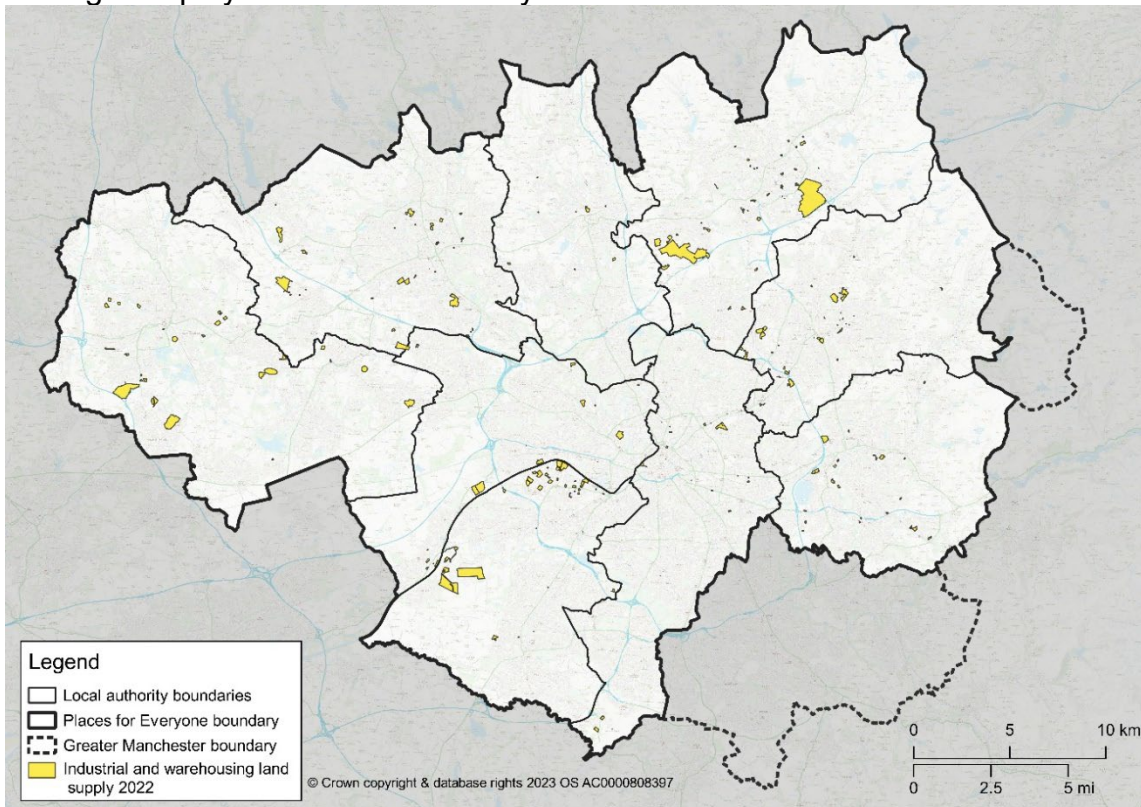 Legend
Local authority boundaries
Places for Everyone boundary
Greater Manchester boundary
Industrial and warehousing land
supply 2022
© Crown copyright & database rights 2023 OS AC0000808397
0 5 10 km
0 2.5 5 mi